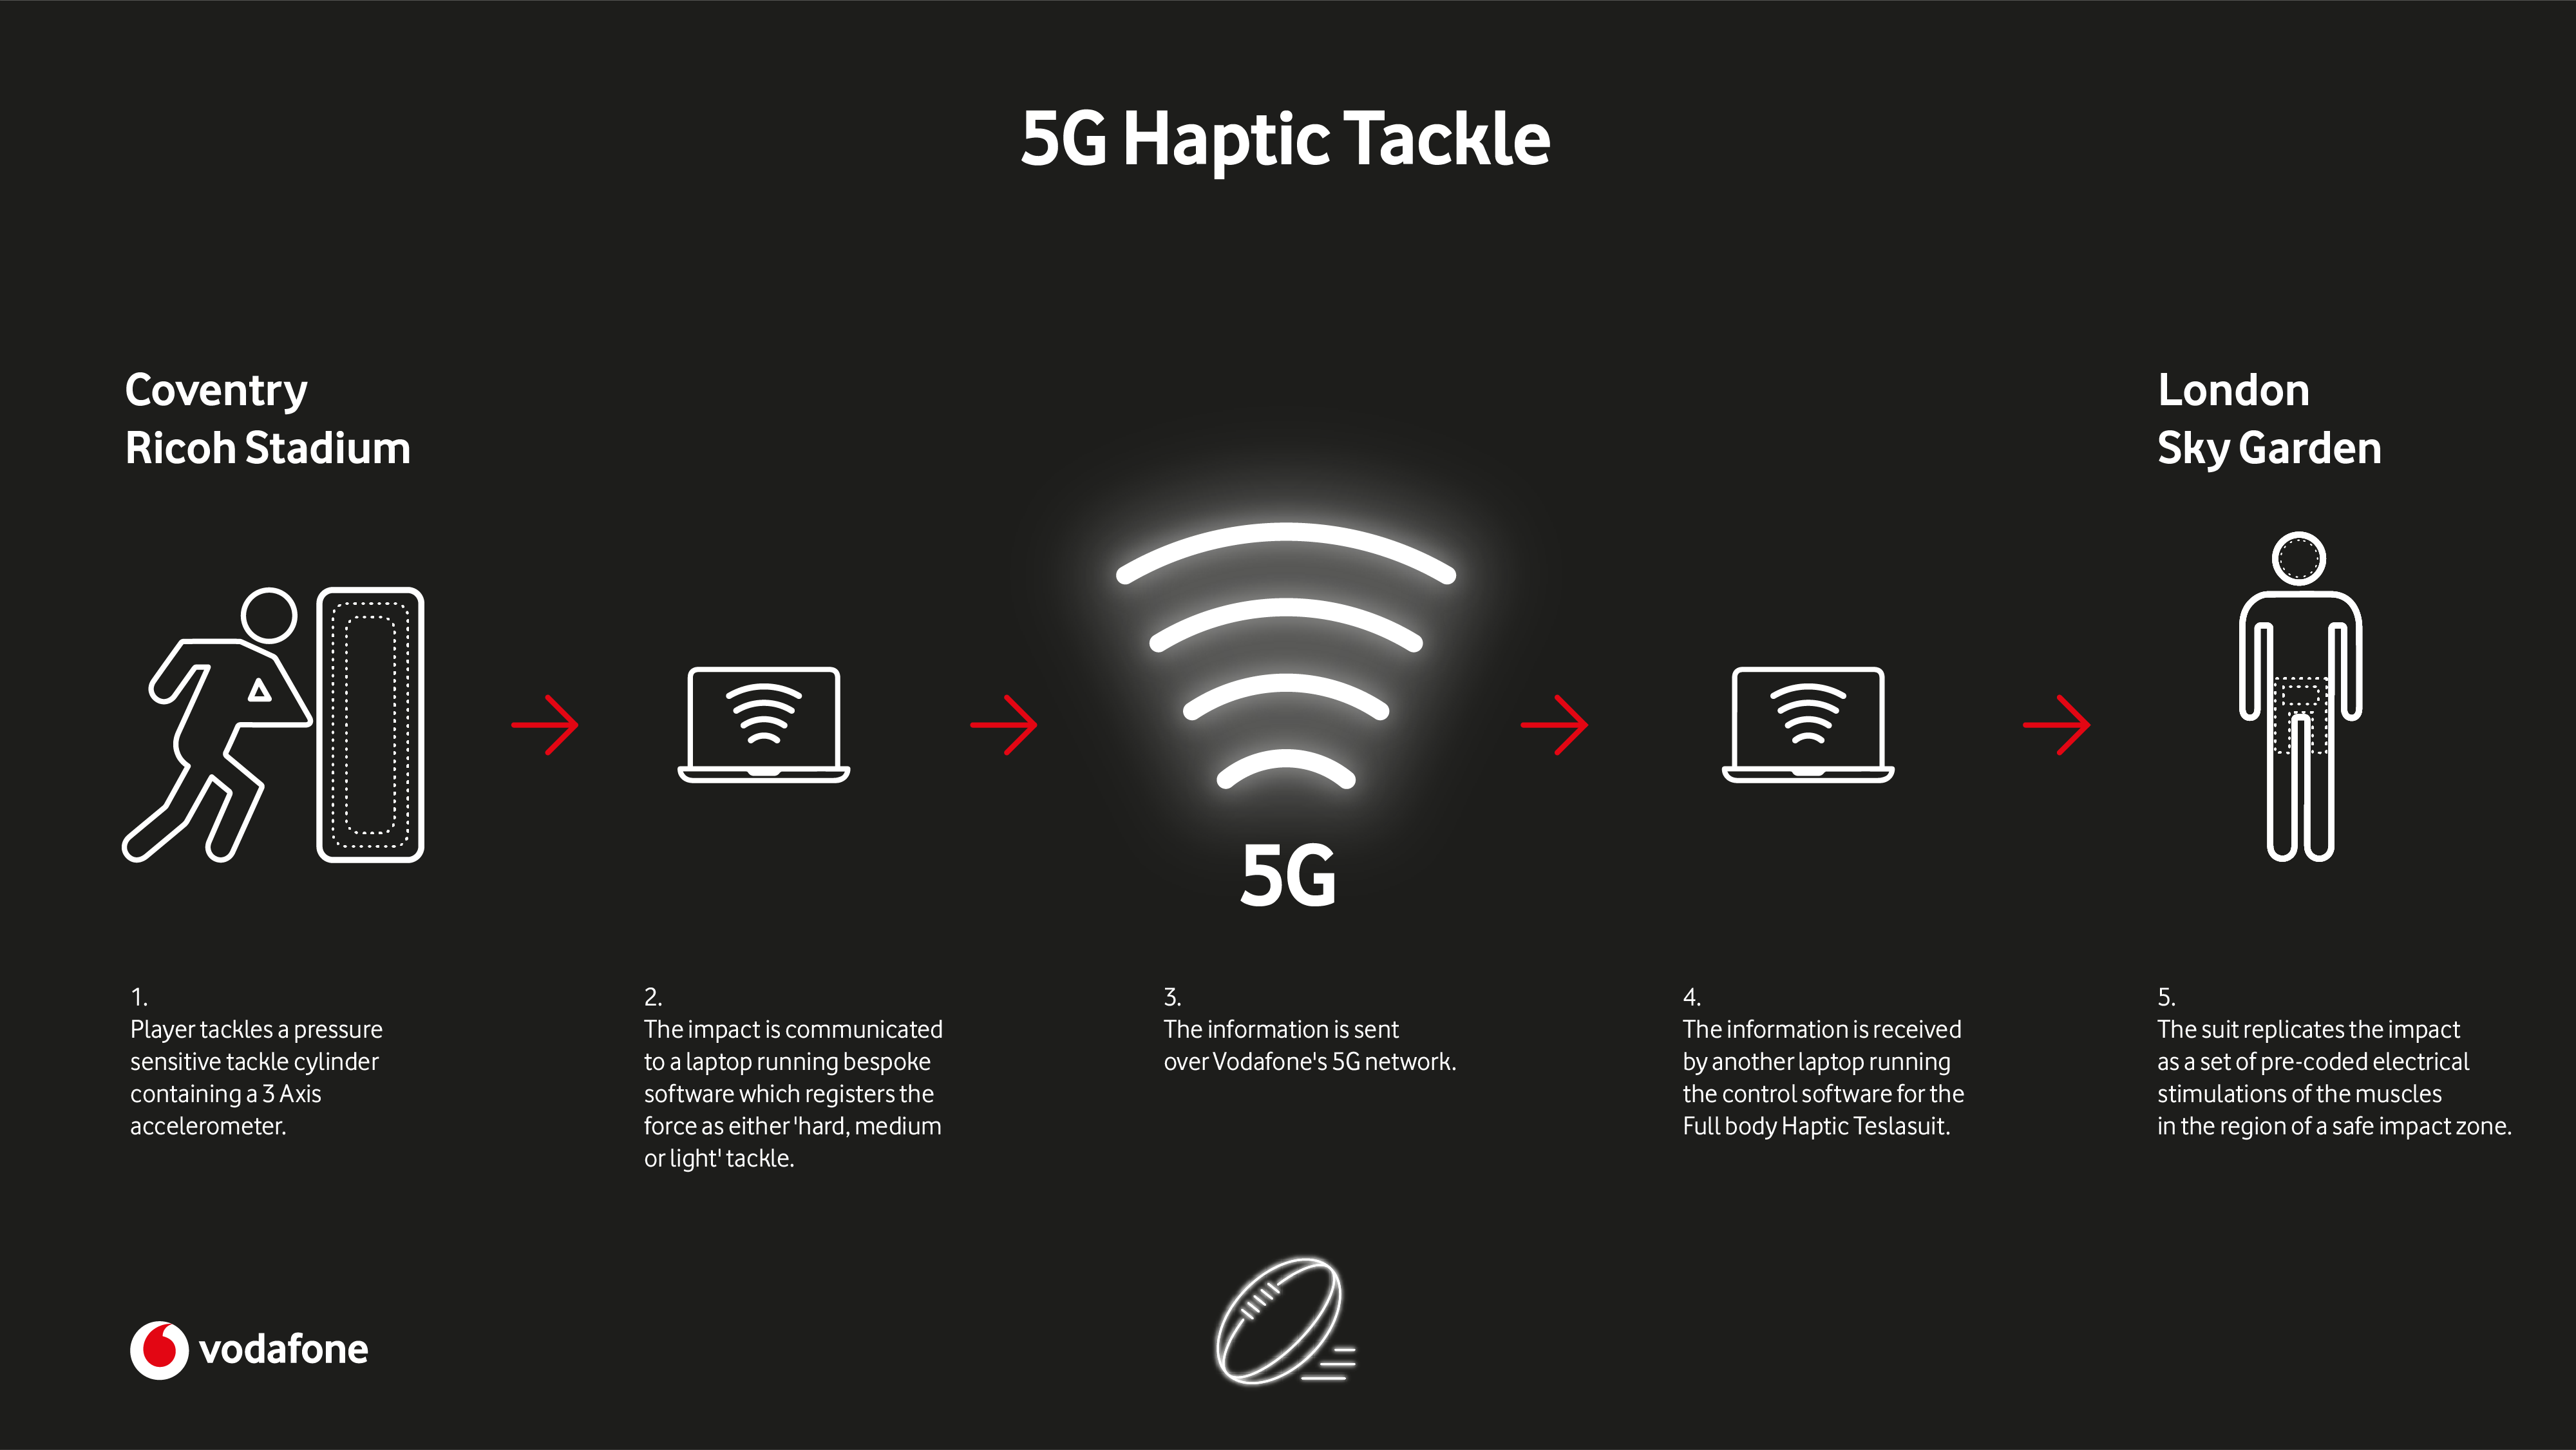 5G Haptic Tackle
Coventry
Ricoh Stadium
London
Sky Garden
5G
1.
Player tackles a pressure
sensitive tackle cylinder
containing a 3 Axis
accelerometer.
2.
The impact is communicated
to a laptop running bespoke
software which registers the
force as either 'hard, medium
or light' tackle.
3.
The information is sent
over Vodafone's 5G network.
4.
The information is received
by another laptop running
the control software for the
Full body Haptic Teslasuit.
5.
The suit replicates the impact
as a set of pre-coded electrical
stimulations of the muscles
in the region of a safe impact zone.
vodafone